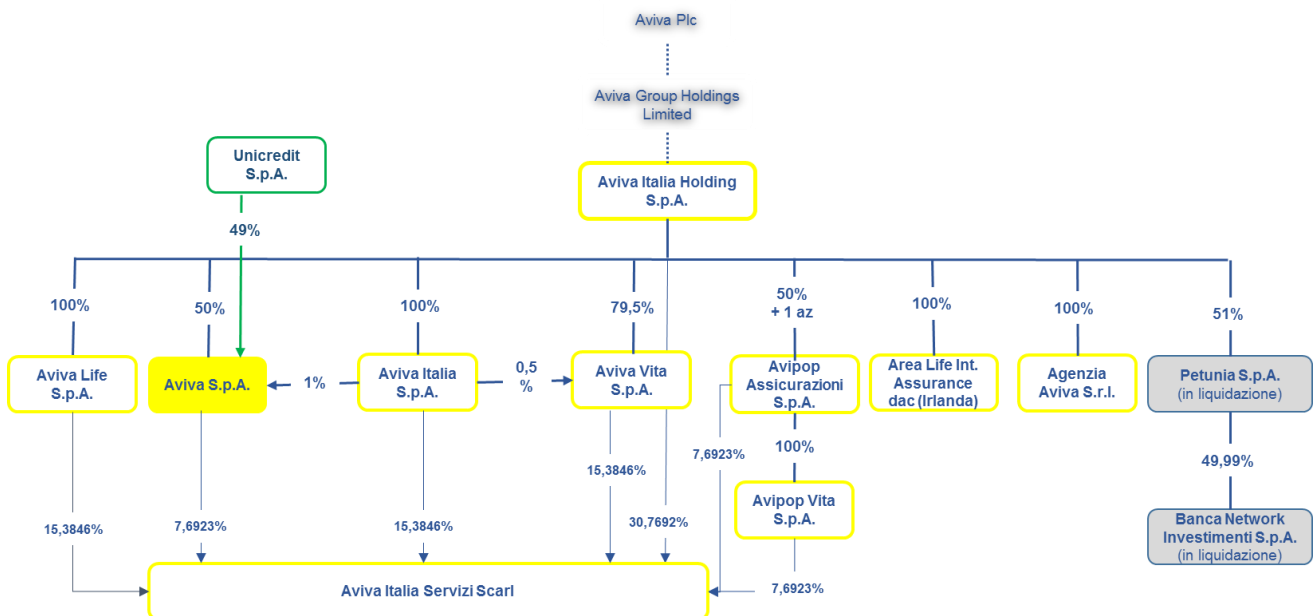 Aviva Plc
Aviva Group Holdings
Limited
Unicredit
S.p.A.
Aviva Italia Holding
S.p.A.
49%
100%
50%
100%
79,5%
50%
+ 1 az
100%
100%
51%
Aviva Life
S.p.A.
Aviva S.p.A.
1%
Aviva Italia
S.p.A.
0,5
%
Aviva Vita
S.p.A.
Avipop
Assicurazioni
S.p.A.
Area Life Int.
Assurance
dac (Irlanda)
Agenzia
Aviva S.r.l.
Petunia S.p.A.
(in liquidazione)
15,3846%
7,6923%
100%
49,99%
15,3846%
7,6923%
15,3846%
30,7692%
Avipop Vita
S.p.A.
Banca Network
Investimenti S.p.A.
(in liquidazione)
Aviva Italia Servizi Scarl
7,6923%